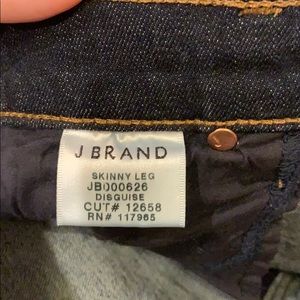 J BRAND
SKINNY LEG
JB000626
DISGUISE
CUT# 12658
RN# 117965